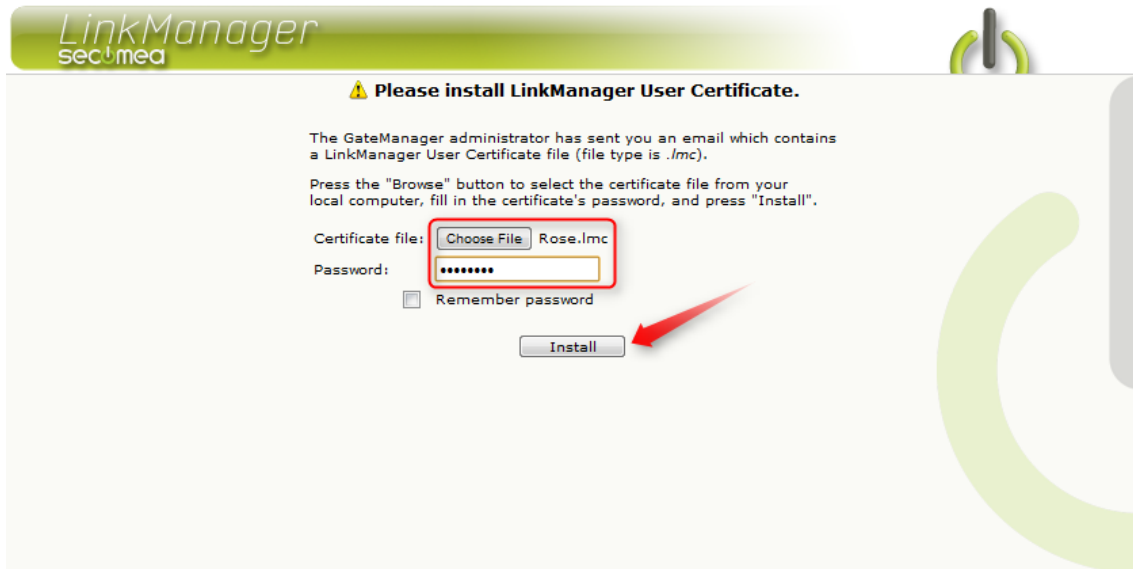 LinkManager
secomea
Please install LinkManager User Certificate.
The GateManager administrator has sent you an email which contains
a LinkManager User Certificate file (file type is .lmc).
Press the "Browse" button to select the certificate file from your
local computer, fill in the certificate's password, and press "Install".
Certificate file: Choose File Rose.lmc
Password: ••••••••
Remember password
Install